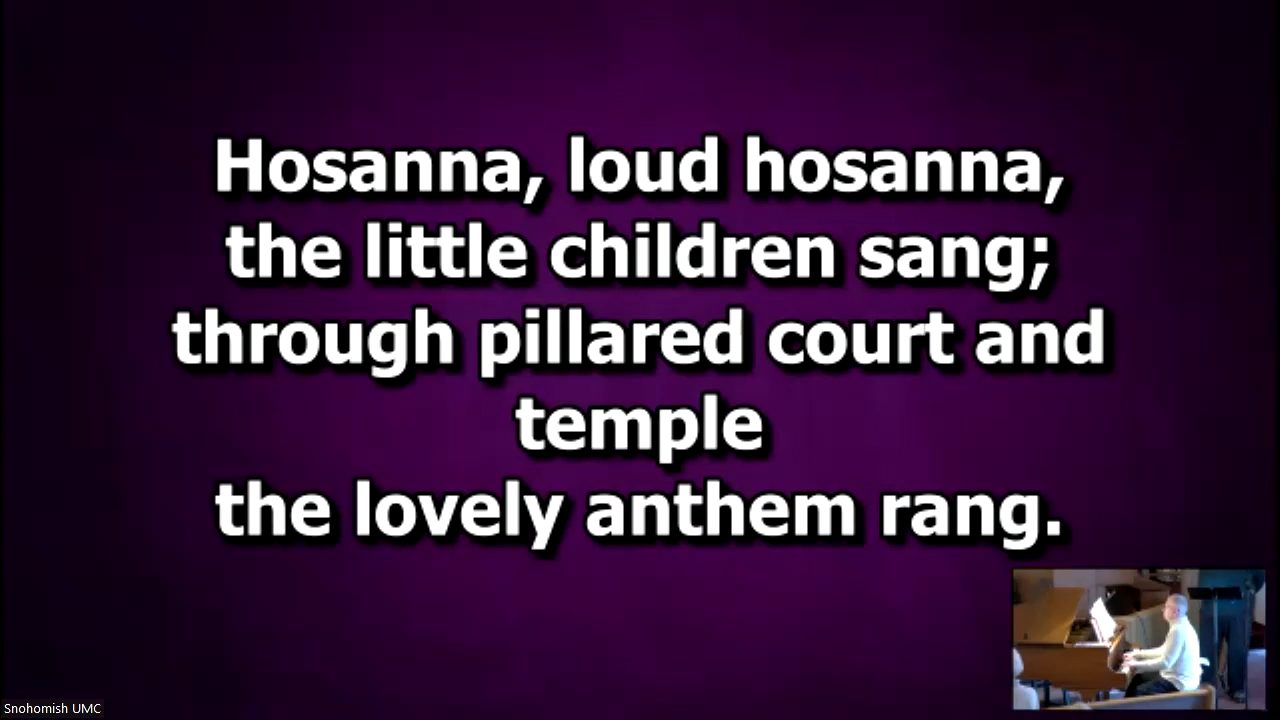 Hosanna, loud hosanna,
the little children sang;
through pillared court and
temple
the lovely anthem rang.
Snohomish UMC